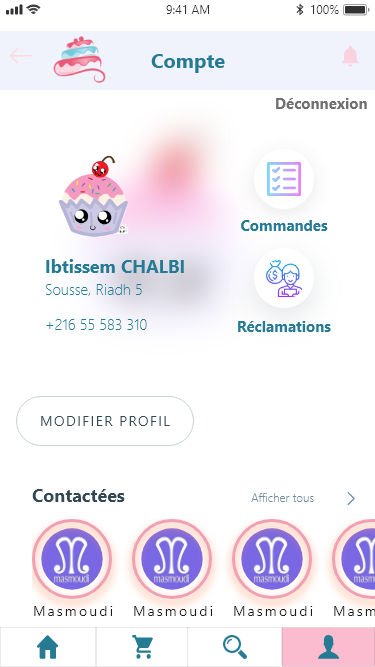 9:41 AM
100%
Compte
Déconnexion
Commandes
Ibtissem CHALBI
Sousse, Riadh 5
+216 55 583 310
Réclamations
MODIFIER PROFIL
Contactées
Afficher tous
masmoudi masmoudi masmoudi masm
Masmoudi Masmoudi Masmoudi Masm